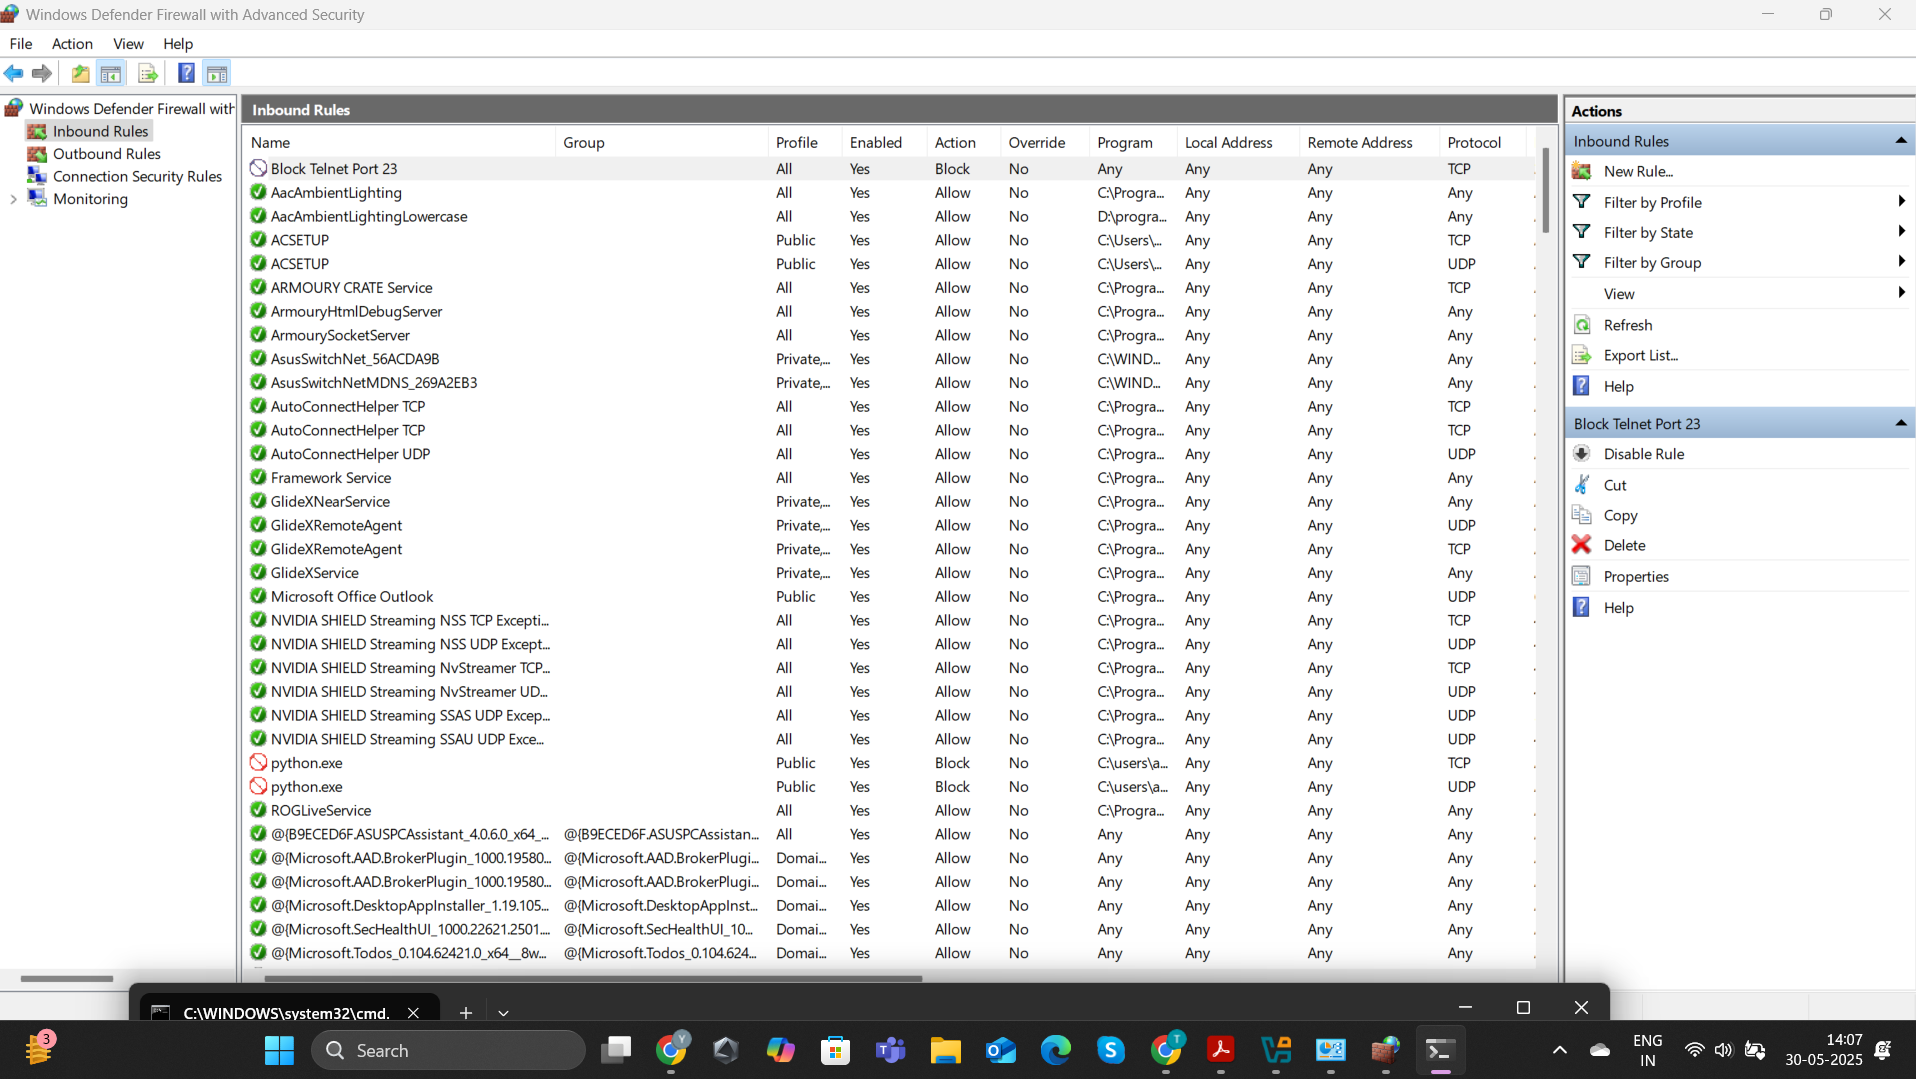 Windows Defender Firewall with Advanced Security
File Action View Help
Windows Defender Firewall with
Inbound Rules
Outbound Rules
Connection Security Rules
Monitoring
Inbound Rules
Name Group Profile Enabled Action Override Program Local Address Remote Address Protocol
Block Telnet Port 23 All Yes Block No Any Any Any TCP
AacAmbientLighting All Yes Allow No C:\Progra... Any Any Any
AacAmbientLightingLowercase All Yes Allow No D:\progra... Any Any Any
ACSETUP Public Yes Allow No C:\Users\... Any Any TCP
ACSETUP Public Yes Allow No C:\Users\... Any Any UDP
ARMOURY CRATE Service All Yes Allow No C:\Progra... Any Any TCP
ArmouryHtmlDebugServer All Yes Allow No C:\Progra... Any Any Any
ArmourySocketServer All Yes Allow No C:\Progra... Any Any Any
AsusSwitchNet_56ACDA9B Private,... Yes Allow No C:\WIND... Any Any Any
AsusSwitchNetMDNS_269A2EB3 Private,... Yes Allow No C:\WIND... Any Any Any
AutoConnectHelper TCP All Yes Allow No C:\Progra... Any Any TCP
AutoConnectHelper TCP All Yes Allow No C:\Progra... Any Any TCP
AutoConnectHelper UDP All Yes Allow No C:\Progra... Any Any UDP
Framework Service All Yes Allow No C:\Progra... Any Any Any
GlideXNearService Private,... Yes Allow No C:\Progra... Any Any Any
GlideXRemoteAgent Private,... Yes Allow No C:\Progra... Any Any UDP
GlideXRemoteAgent Private,... Yes Allow No C:\Progra... Any Any TCP
GlideXService Private,... Yes Allow No C:\Progra... Any Any Any
Microsoft Office Outlook Public Yes Allow No C:\Progra... Any Any UDP
NVIDIA SHIELD Streaming NSS TCP Excepti... All Yes Allow No C:\Progra... Any Any TCP
NVIDIA SHIELD Streaming NSS UDP Except... All Yes Allow No C:\Progra... Any Any UDP
NVIDIA SHIELD Streaming NvStreamer TCP... All Yes Allow No C:\Progra... Any Any TCP
NVIDIA SHIELD Streaming NvStreamer UD... All Yes Allow No C:\Progra... Any Any UDP
NVIDIA SHIELD Streaming SSAS UDP Excep... All Yes Allow No C:\Progra... Any Any UDP
NVIDIA SHIELD Streaming SSAU UDP Exce... All Yes Allow No C:\Progra... Any Any UDP
python.exe Public Yes Block No C:\users\a... Any Any TCP
python.exe Public Yes Block No C:\users\a... Any Any UDP
ROGLiveService All Yes Allow No C:\Progra... Any Any Any
@{B9ECED6F.ASUSPCAssistant_4.0.6.0_x64_... @{B9ECED6F.ASUSPCAssistan... All Yes Allow No Any Any Any Any
@{Microsoft.AAD.BrokerPlugin_1000.19580... @{Microsoft.AAD.BrokerPlugi... Domai... Yes Allow No Any Any Any Any
@{Microsoft.AAD.BrokerPlugin_1000.19580... @{Microsoft.AAD.BrokerPlugi... Domai... Yes Allow No Any Any Any Any
@{Microsoft.DesktopAppInstaller_1.19.105... @{Microsoft.DesktopAppInst... Domai... Yes Allow No Any Any Any Any
@{Microsoft.SecHealthUI_1000.22621.2501.... @{Microsoft.SecHealthUI_10... Domai... Yes Allow No Any Any Any Any
@{Microsoft.Todos_0.104.62421.0_x64__8w... @{Microsoft.Todos_0.104.624... Domai... Yes Allow No Any Any Any Any
Actions
Inbound Rules
New Rule...
Filter by Profile
Filter by State
Filter by Group
View
Refresh
Export List...
Help
Block Telnet Port 23
Disable Rule
Cut
Copy
Delete
Properties
Help
C:\WINDOWS\system32\cmd.
3
Search
Y
T
ENG
IN
14:07
30-05-2025